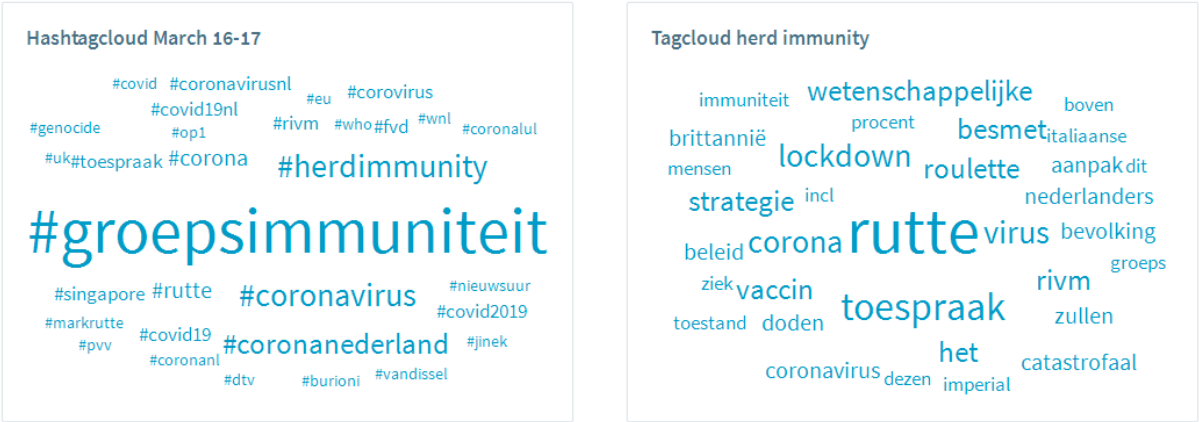 Hashtagcloud March 16-17
#covid #coronavirusnl
#eu #corovirus
#covid19nl
#genocide #op1 #rivm #who #fvd #wnl #coronalul
#uk #toespraak #corona #herdimmunity
#groepsimmuniteit
#singapore #rutte #coronavirus #nieuwsuur
#covid2019
#markrutte #covid19 #coronanederland #jinek
#pvv #coronanl
#dtv #burioni #vandissel
Tagcloud herd immunity
immuniteit wetenschappelijke boven
procent
brittannië besmet italiaanse
mensen lockdown roulette aanpak dit
strategie incl nederlanders
beleid corona rutte virus bevolking
groeps
ziek vaccin rivm
toestand doden toespraak zullen
het
coronavirus dezen imperial catastrofaal